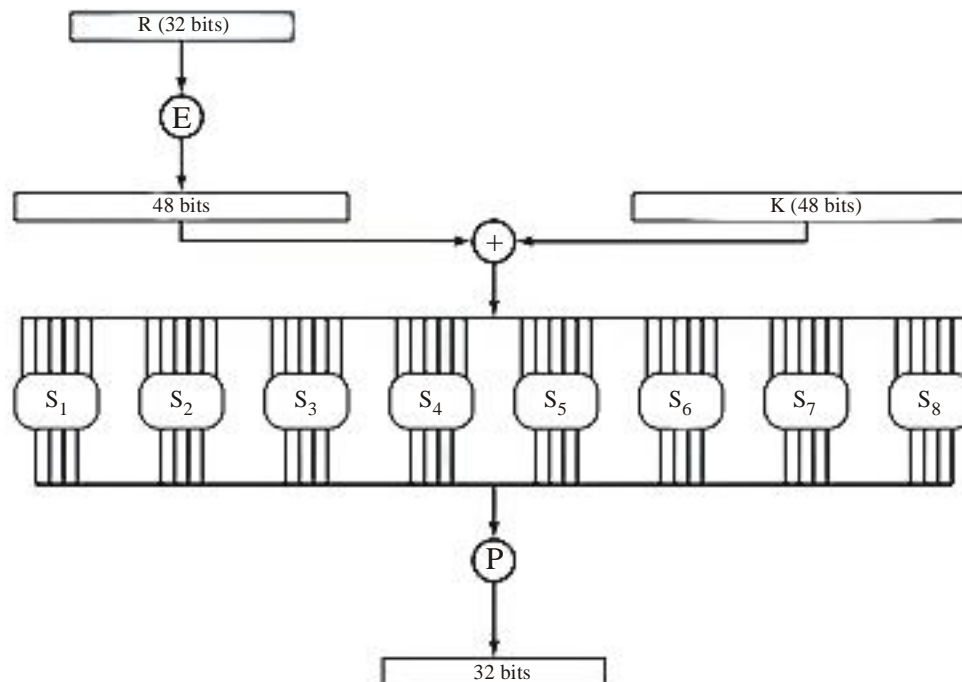 R (32 bits)
E
48 bits
K (48 bits)
+
S1 S2 S3 S4 S5 S6 S7 S8
P
32 bits